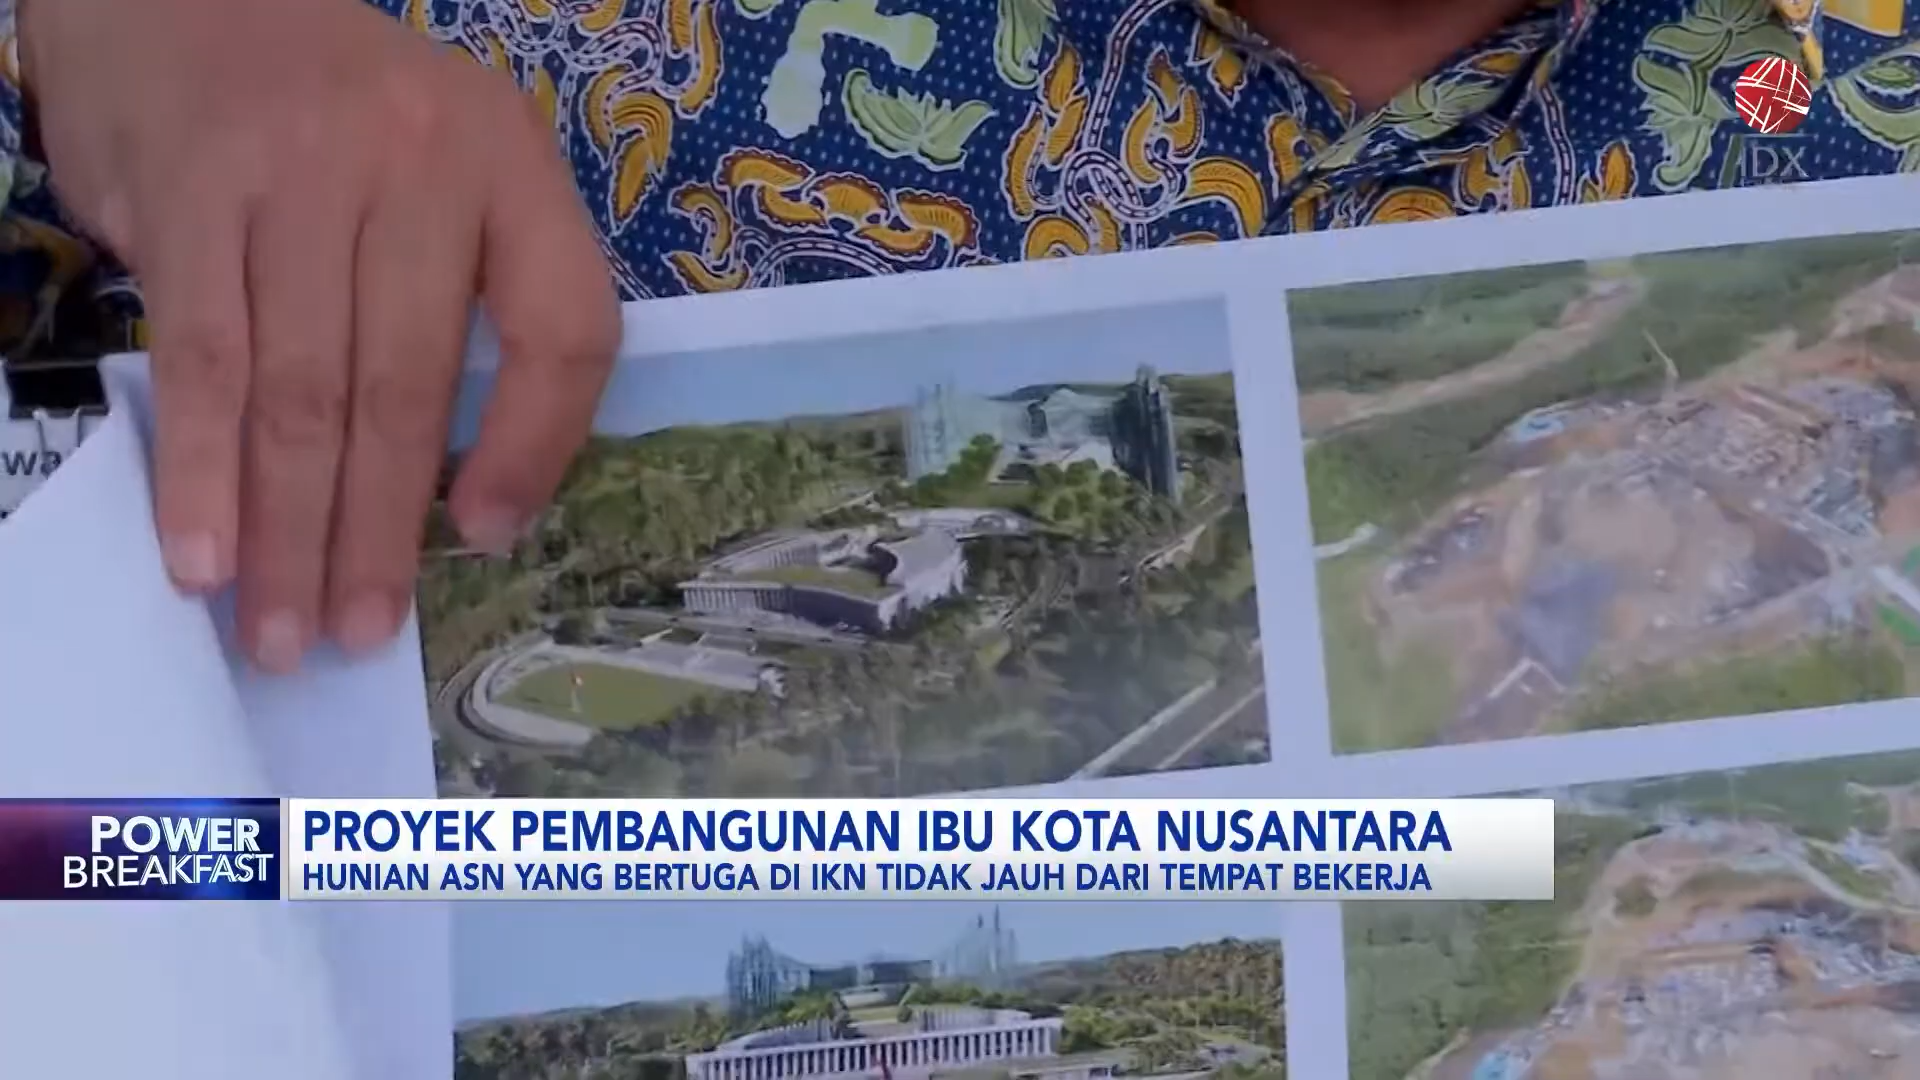 IDX
wa
POWER
BREAKFAST
PROYEK PEMBANGUNAN IBU KOTA NUSANTARA
HUNIAN ASN YANG BERTUGA DI IKN TIDAK JAUH DARI TEMPAT BEKERJA